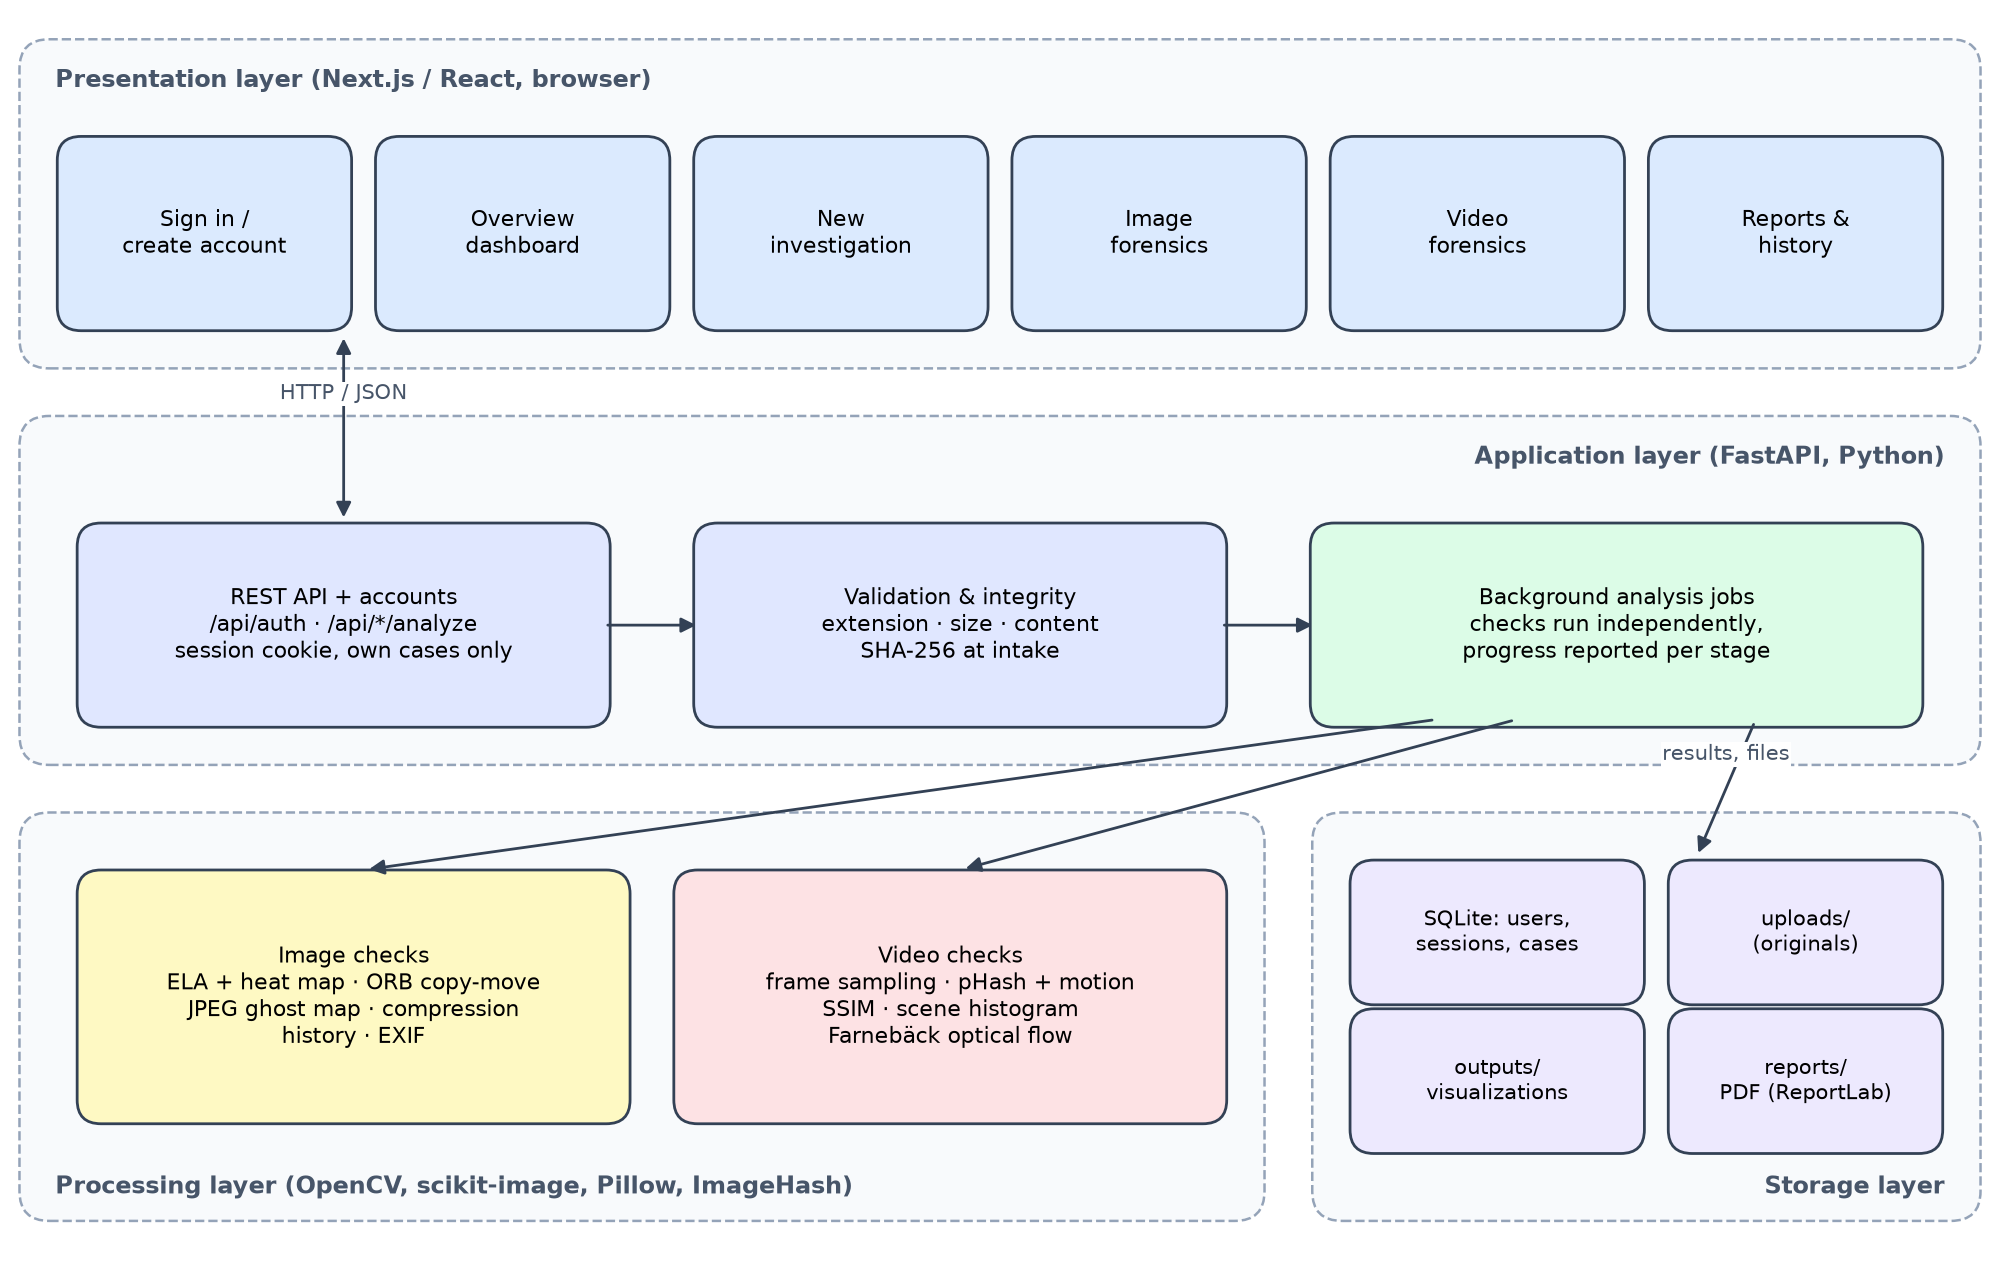 Presentation layer (Next.js / React, browser)
Sign in /
create account
Overview
dashboard
New
investigation
Image
forensics
Video
forensics
Reports &
history
HTTP / JSON
Application layer (FastAPI, Python)
REST API + accounts
/api/auth · /api/*/analyze
session cookie, own cases only
Validation & integrity
extension · size · content
SHA-256 at intake
Background analysis jobs
checks run independently,
progress reported per stage
results, files
Image checks
ELA + heat map · ORB copy-move
JPEG ghost map · compression
history · EXIF
Video checks
frame sampling · pHash + motion
SSIM · scene histogram
Farnebäck optical flow
SQLite: users,
sessions, cases
uploads/
(originals)
outputs/
visualizations
reports/
PDF (ReportLab)
Processing layer (OpenCV, scikit-image, Pillow, ImageHash)
Storage layer